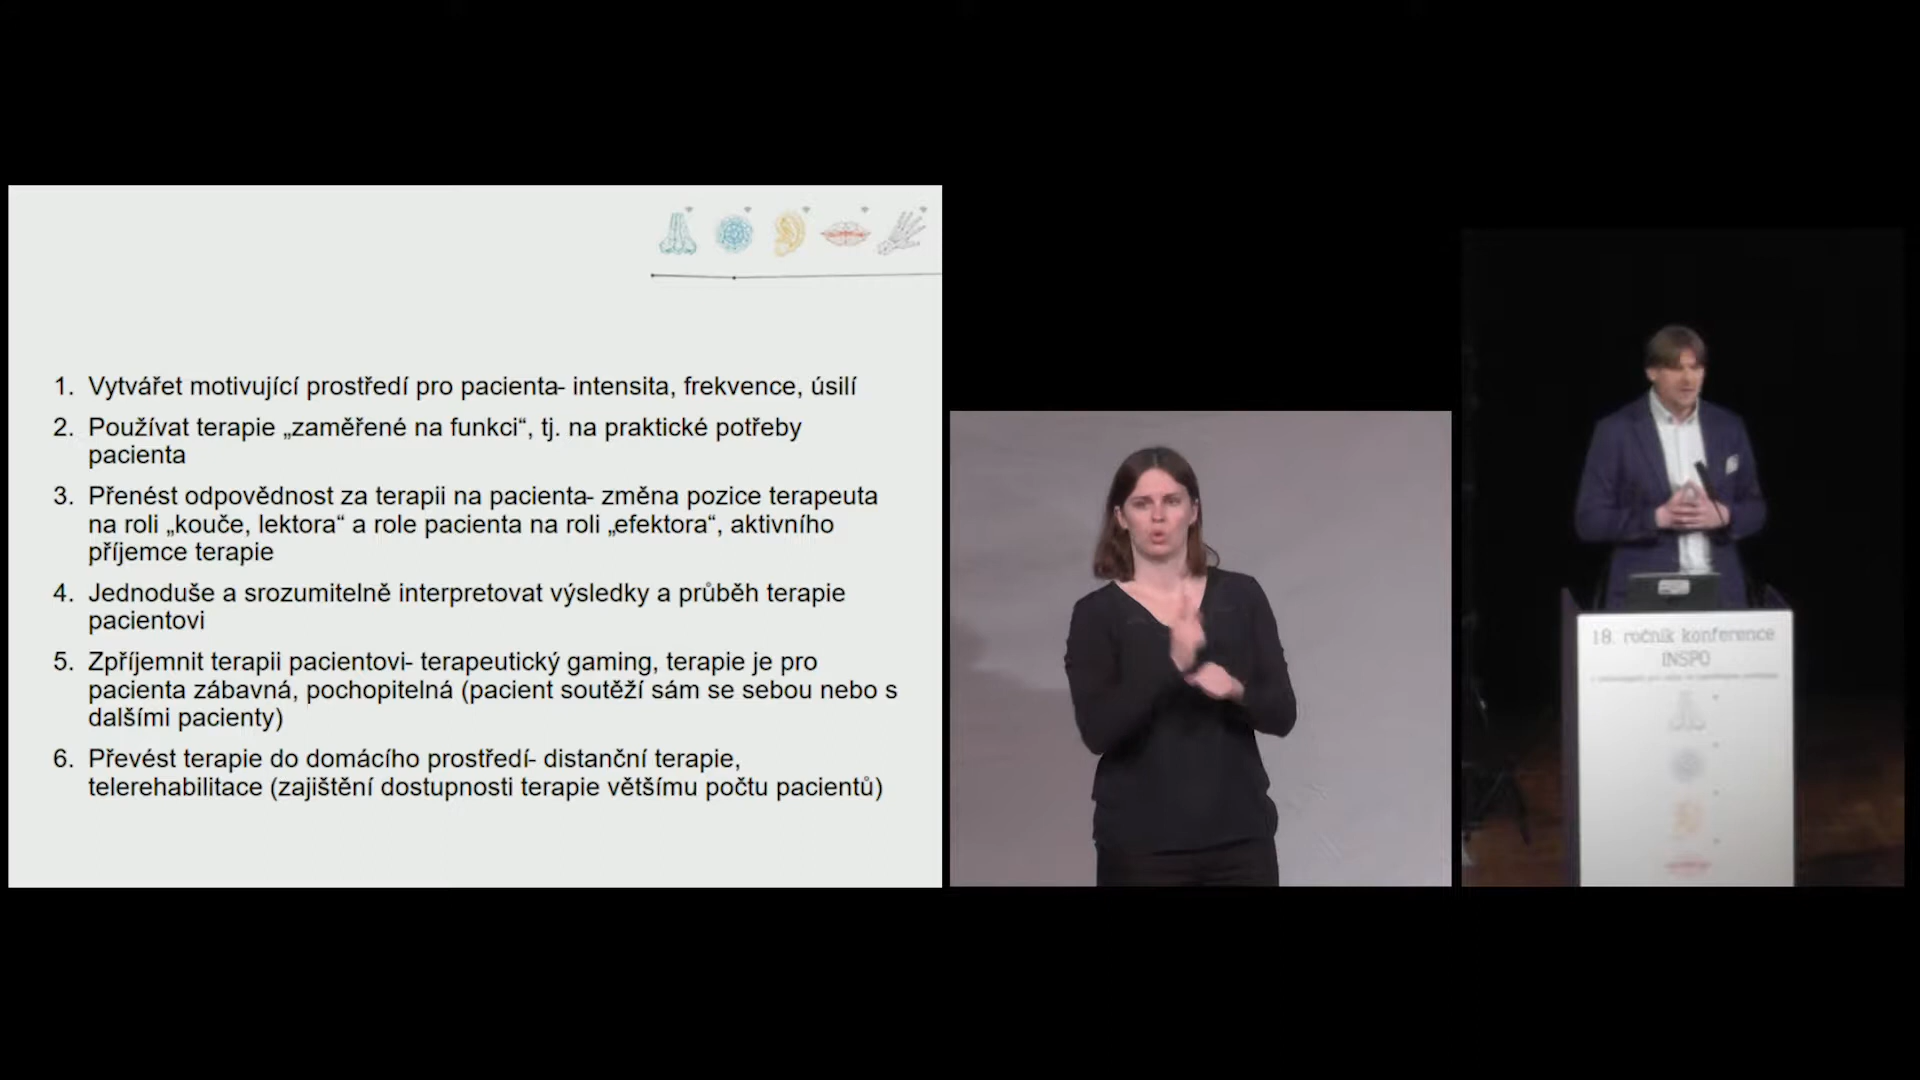 1. Vytvářet motivující prostředí pro pacienta- intensita, frekvence, úsilí
2. Používat terapie „zaměřené na funkci“, tj. na praktické potřeby
pacienta
3. Přenést odpovědnost za terapii na pacienta- změna pozice terapeuta
na roli „kouče, lektora“ a role pacienta na roli „efektora“, aktivního
příjemce terapie
4. Jednoduše a srozumitelně interpretovat výsledky a průběh terapie
pacientovi
5. Zpříjemnit terapii pacientovi- terapeutický gaming, terapie je pro
pacienta zábavná, pochopitelná (pacient soutěží sám se sebou nebo s
dalšími pacienty)
6. Převést terapie do domácího prostředí- distanční terapie,
telerehabilitace (zajištění dostupnosti terapie většímu počtu pacientů)
18. ročník konference
INSPO